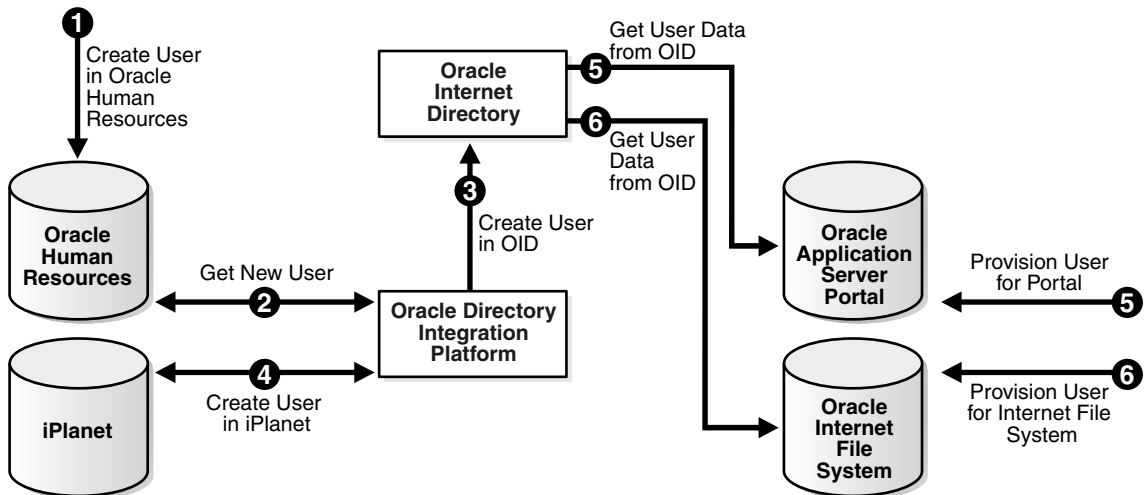 1
Create User
in Oracle
Human
Resources
Oracle
Human
Resources
Get New User
2
iPlanet
4
Create User
in iPlanet
Oracle Directory
Integration
Platform
3
Create User
in OID
Oracle
Internet
Directory
Get User Data
from OID
5
6
Get User
Data
from OID
Oracle
Application
Server
Portal
Provision User
for Portal
5
Oracle
Internet
File
System
6
Provision User
for Internet File
System